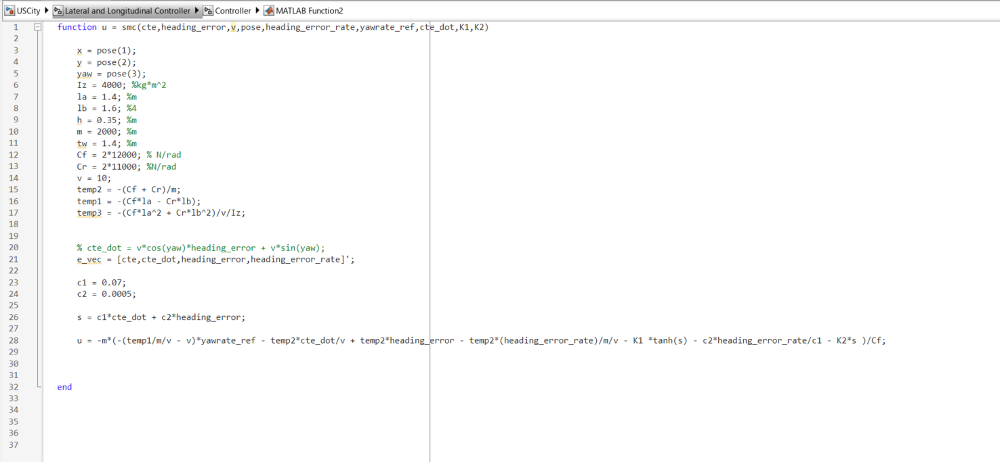 USCity ▶ Lateral and Longitudinal Controller ▶ Controller ▶ MATLAB Function2
1 function u = smc(cte,heading_error,v,pose,heading_error_rate,yawrate_ref,cte_dot,K1,K2)
2
3 x = pose(1);
4 y = pose(2);
5 yaw = pose(3);
6 Iz = 4000; %kg*m^2
7 la = 1.4; %m
8 lb = 1.6; %4
9 h = 0.35; %m
10 m = 2000; %m
11 tw = 1.4; %m
12 Cf = 2*12000; % N/rad
13 Cr = 2*11000; %N/rad
14 v = 10;
15 temp2 = -(Cf + Cr)/m;
16 temp1 = -(Cf*la - Cr*lb);
17 temp3 = -(Cf*la^2 + Cr*lb^2)/v/Iz;
18
19
20 % cte_dot = v*cos(yaw)*heading_error + v*sin(yaw);
21 e_vec = [cte,cte_dot,heading_error,heading_error_rate]';
22
23 c1 = 0.07;
24 c2 = 0.0005;
25
26 s = c1*cte_dot + c2*heading_error;
27
28 u = -m*(-(temp1/m/v - v)*yawrate_ref - temp2*cte_dot/v + temp2*heading_error - temp2*(heading_error_rate)/m/v - K1 *tanh(s) - c2*heading_error_rate/c1 - K2*s )/Cf;
29
30
31
32 end
33
34
35
36
37